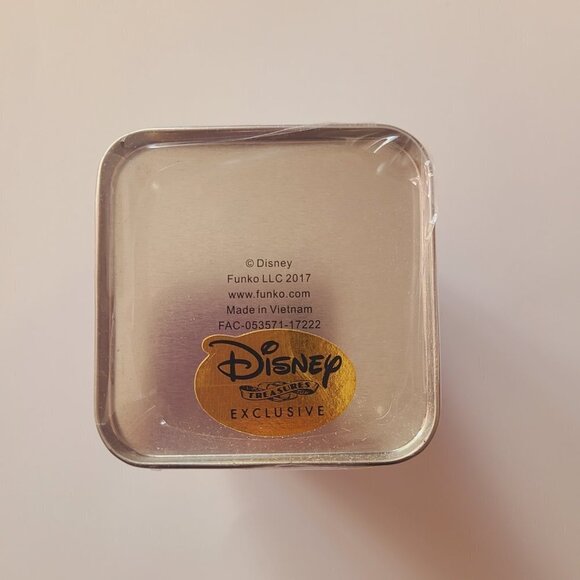 © Disney
Funko LLC 2017
www.funko.com
Made in Vietnam
FAC-053571-17222
Disney
TREASURES
EXCLUSIVE